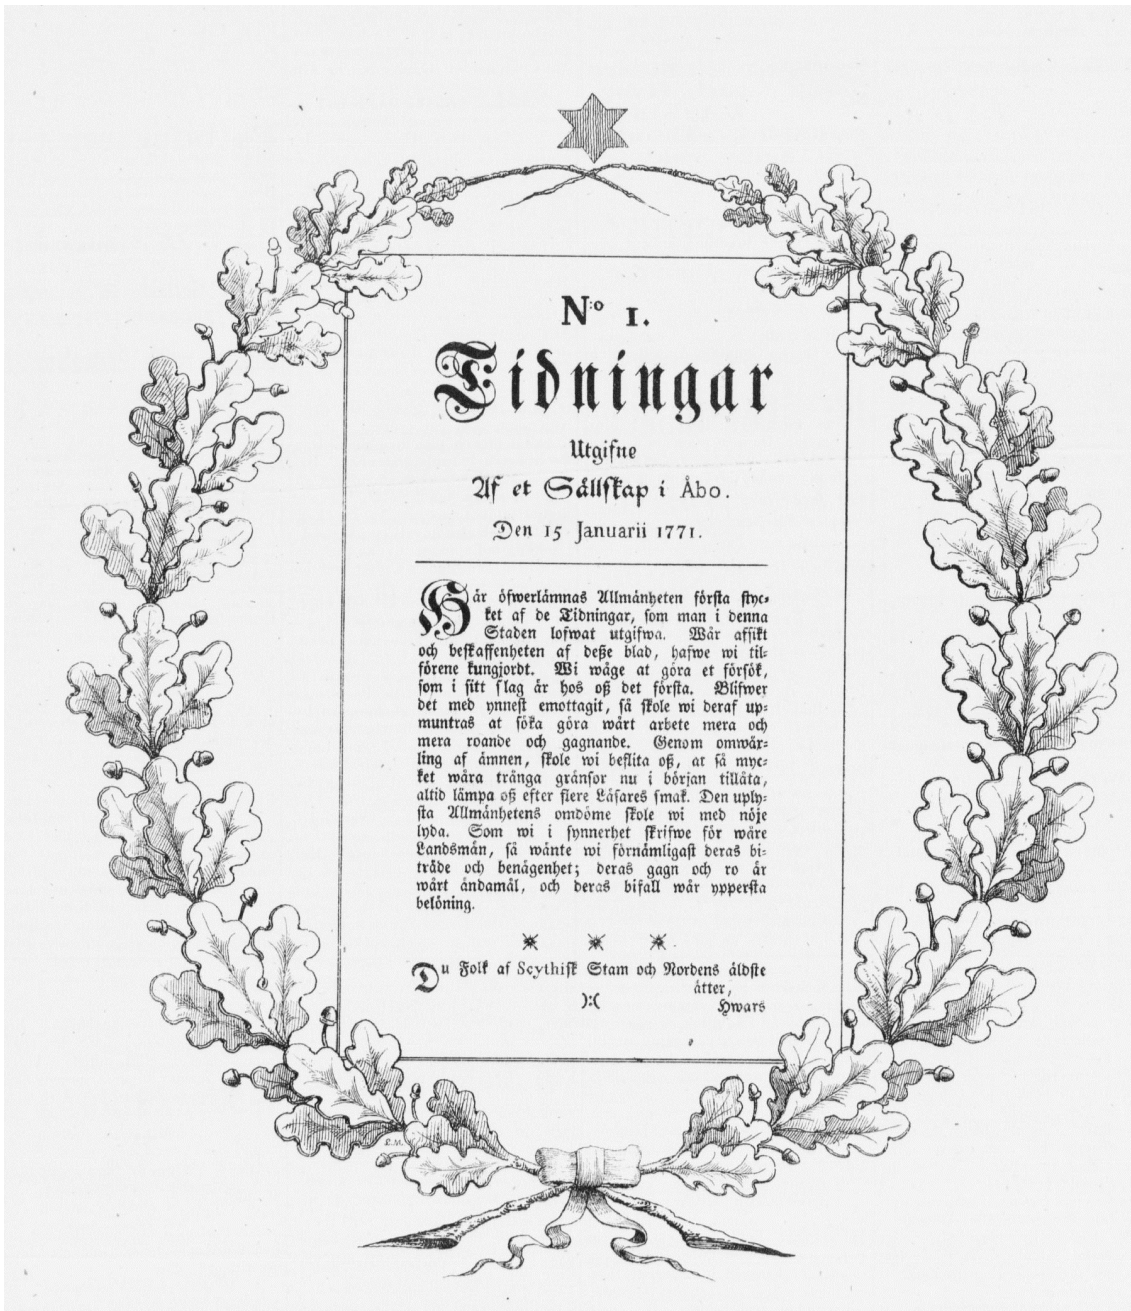 N:o 1.
Tidningar
Utgifne
Af et Sällskap i Åbo.
Den 15 Januarii 1771.
Här öfwerlämnas Allmänheten första styc-
ket af de Tidningar, som man i denna
Staden lofwat utgifwa. Wår affikt
och beskaffenheten af deße blad, hafwe wi til-
förene kungjordt. Wi wåge at göra et försök,
som i sitt slag är hos oß det första. Blifwer
det med ynnest emottagit, så skole wi deraf up-
muntras at söka göra wårt arbete mera och
mera roande och gagnande. Genom omwäx-
ling af ämnen, skole wi beflita oß, at så myc-
ket wåra trånga gränsor nu i början tillåta,
altid lämpa oß efter flere Läsares smak. Den uply-
sta Allmänhetens omdöme skole wi med nöje
lyda. Som wi i synnerhet skrifwe för wåre
Landsmän, så wänte wi förnämligast deras bi-
träde och benägenhet; deras gagn och ro är
wårt ändamål, och deras bifall wår yppersta
belöning.
Du Folk af Scythisk Stam och Nordens äldste
ätter,
):( Hwars